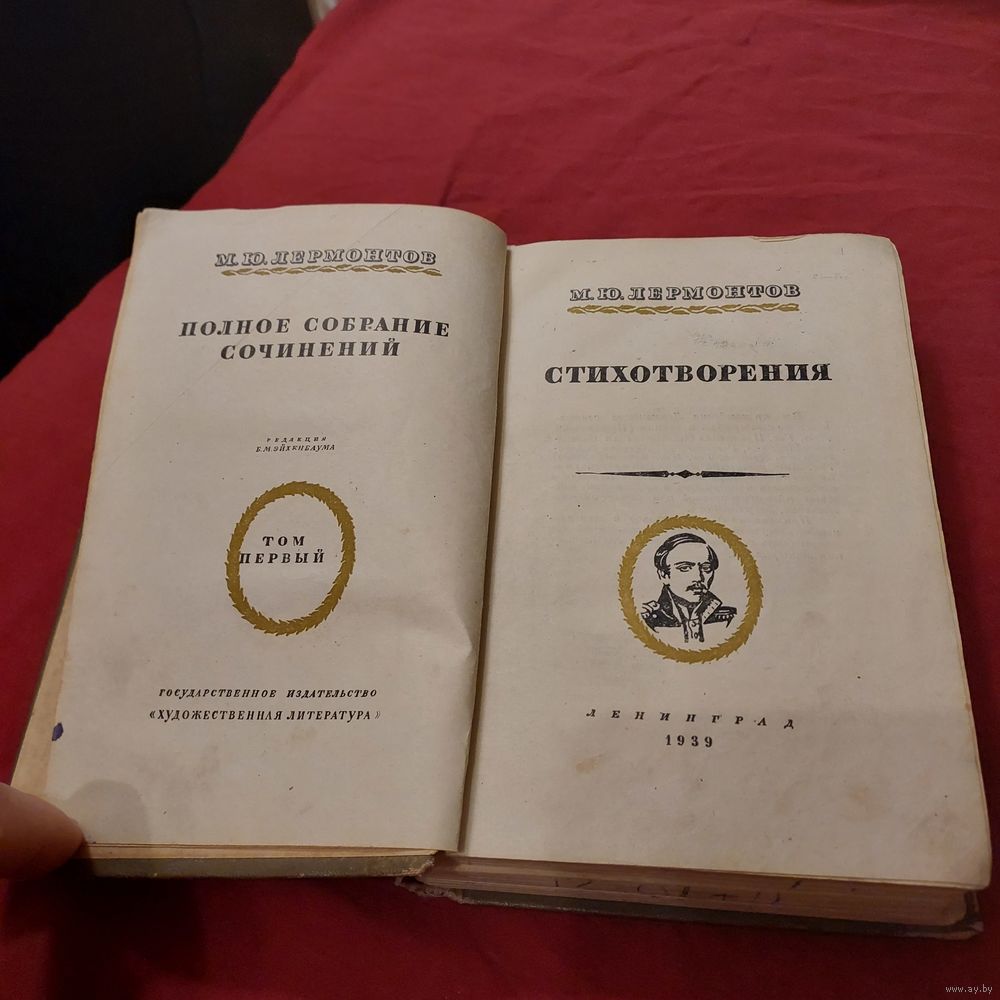 М.Ю. ЛЕРМОНТОВ
ПОЛНОЕ СОБРАНИЕ
СОЧИНЕНИЙ
РЕДАКЦИЯ
Б.М.ЭЙХЕНБАУМА
ТОМ
ПЕРВЫЙ
ГОСУДАРСТВЕННОЕ ИЗДАТЕЛЬСТВО
«ХУДОЖЕСТВЕННАЯ ЛИТЕРАТУРА»
М.Ю. ЛЕРМОНТОВ
СТИХОТВОРЕНИЯ
ЛЕНИНГРАД
1939
www.ay.by